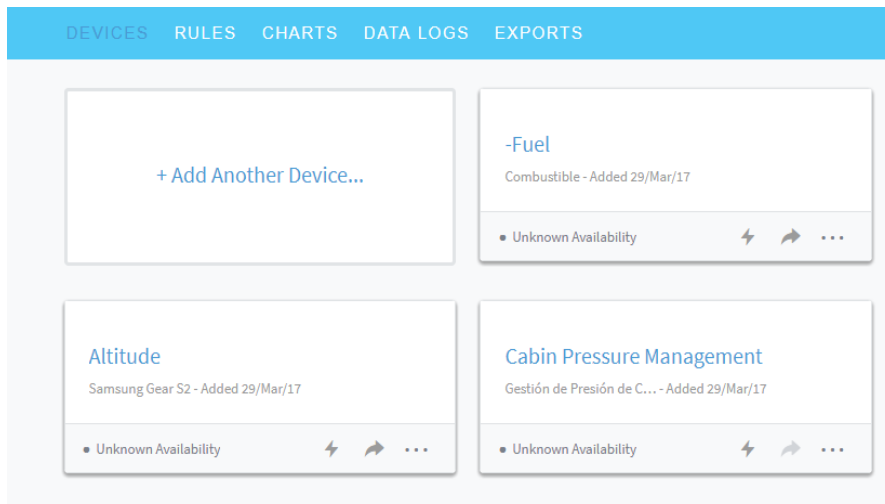 DEVICES RULES CHARTS DATA LOGS EXPORTS
+ Add Another Device...
-Fuel
Combustible - Added 29/Mar/17
• Unknown Availability
Altitude
Samsung Gear S2 - Added 29/Mar/17
• Unknown Availability
Cabin Pressure Management
Gestión de Presión de C... - Added 29/Mar/17
• Unknown Availability